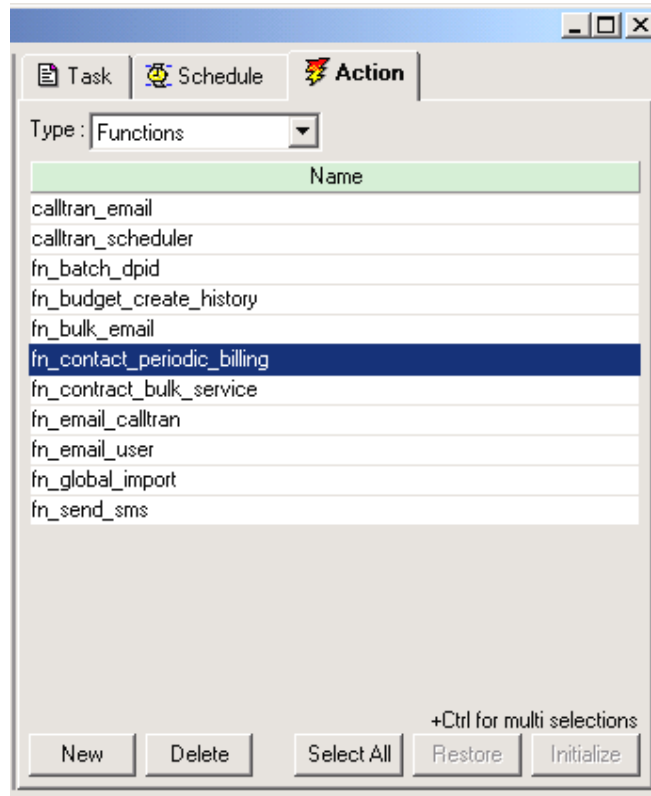 Task Schedule Action
Type : Functions
Name
calltran_email
calltran_scheduler
fn_batch_dpid
fn_budget_create_history
fn_bulk_email
fn_contact_periodic_billing
fn_contract_bulk_service
fn_email_calltran
fn_email_user
fn_global_import
fn_send_sms
+Ctrl for multi selections
New Delete Select All Restore Initialize